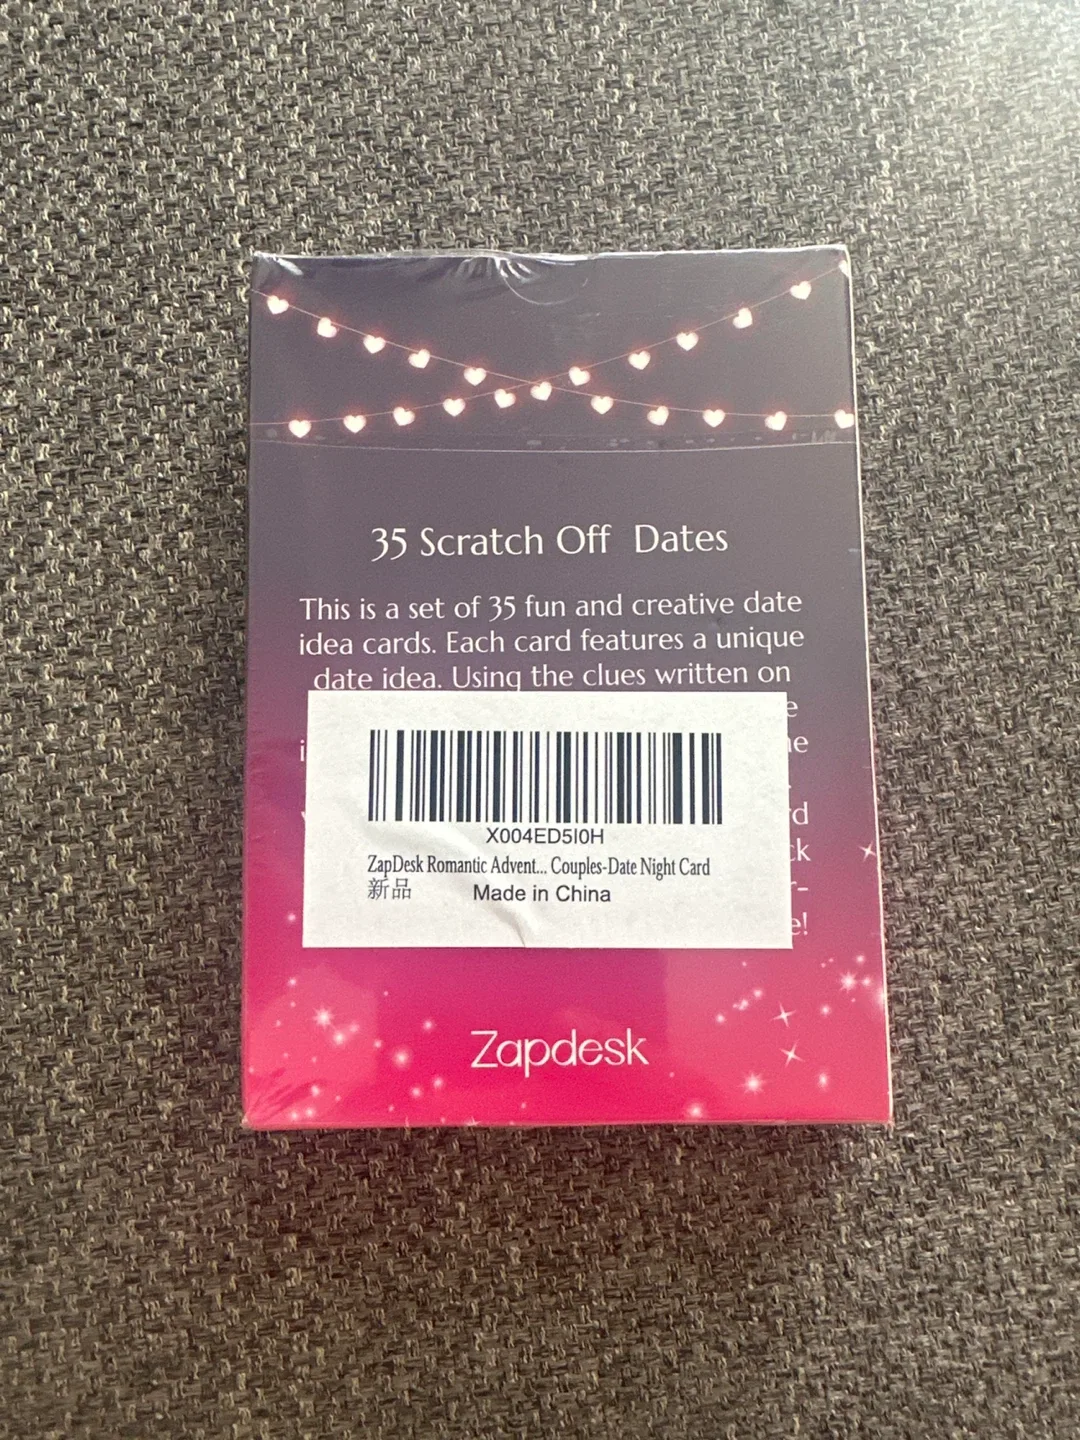 35 Scratch Off Dates
This is a set of 35 fun and creative date
idea cards. Each card features a unique
date idea. Using the clues written on
X004ED5I0H
ZapDesk Romantic Advent... Couples-Date Night Card
新品 Made in China
Zapdesk